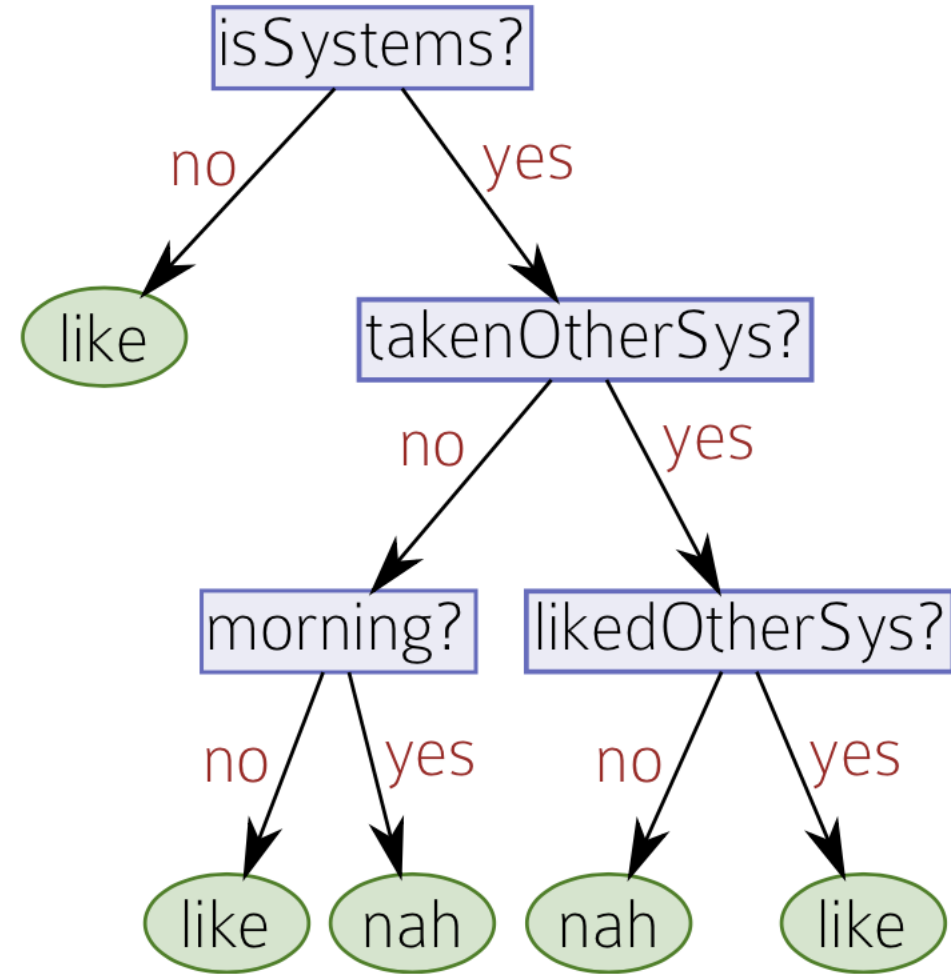 isSystems?
no
yes
like
takenOtherSys?
no
yes
morning?
likedOtherSys?
no
yes
no
yes
like
nah
nah
like